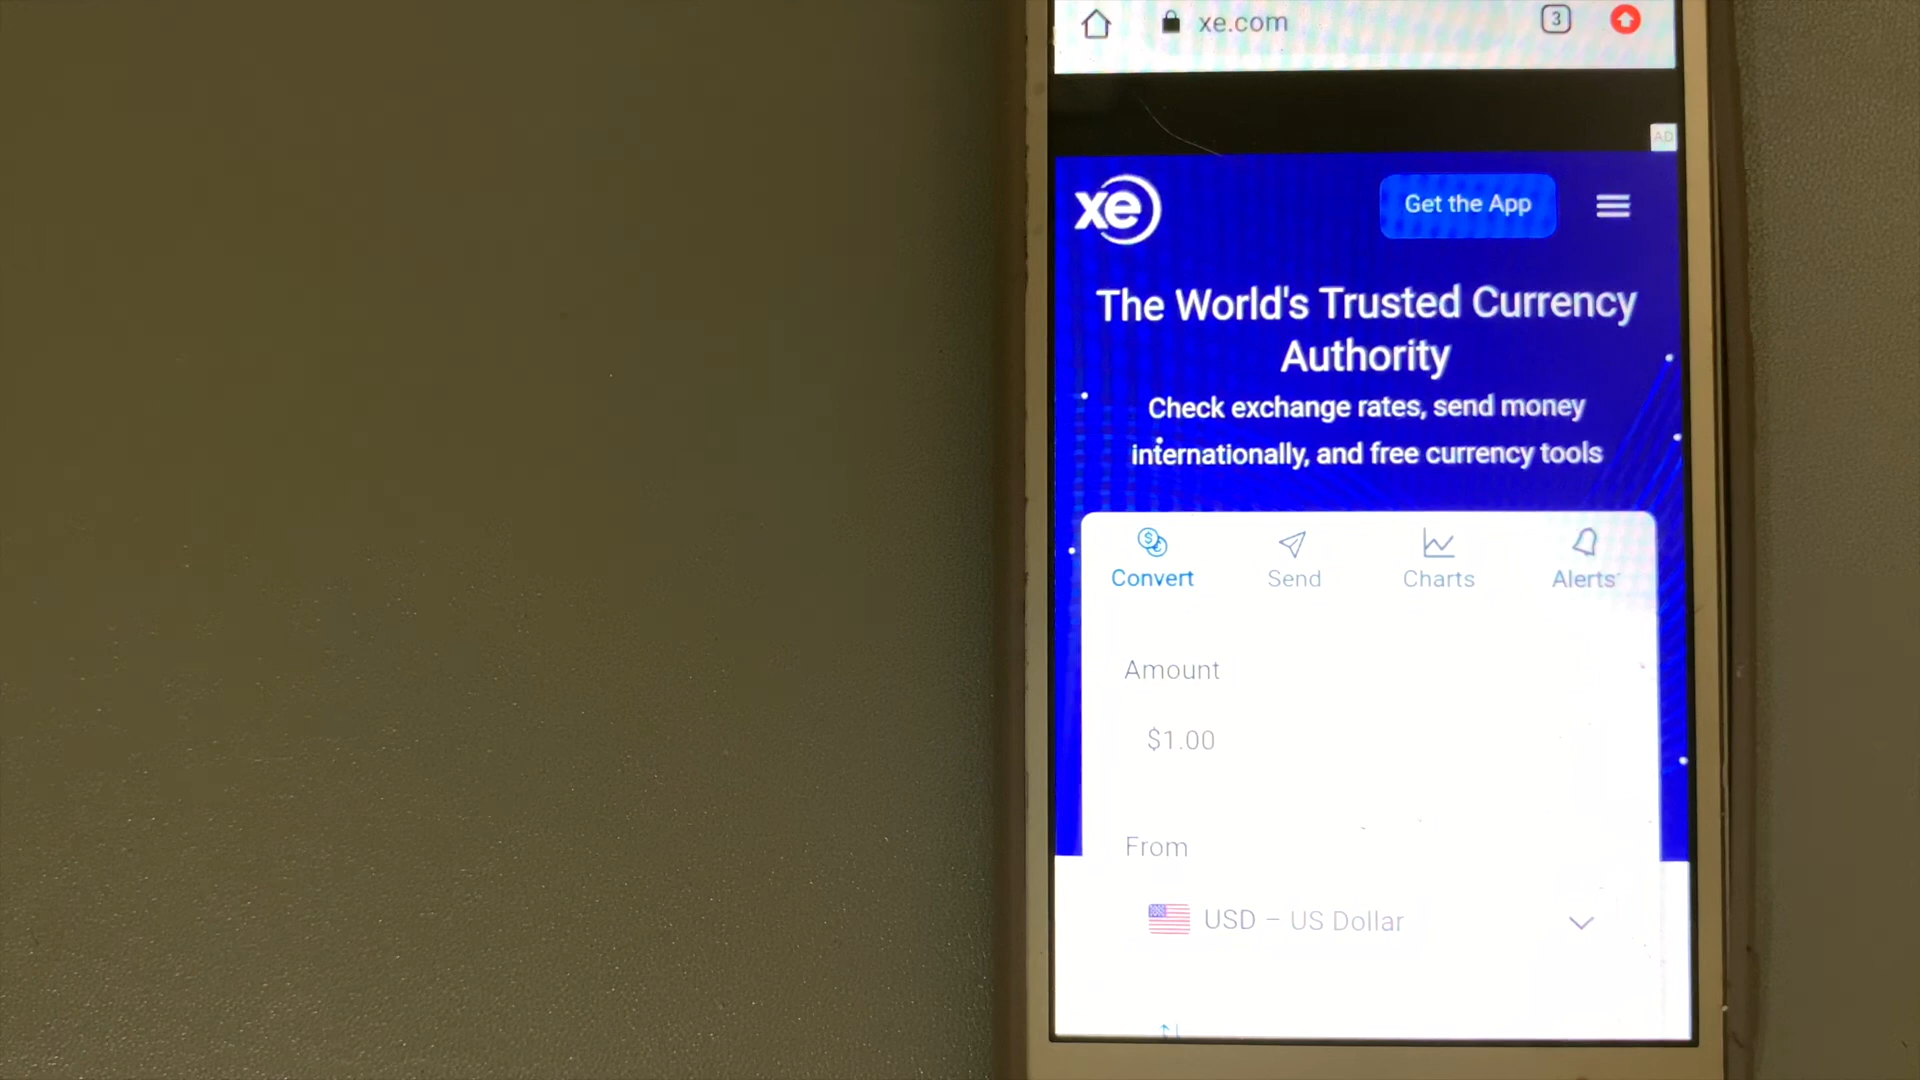 xe.com
3
AD
xe
Get the App
The World's Trusted Currency
Authority
Check exchange rates, send money
internationally, and free currency tools
Convert
Send
Charts
Alerts
Amount
$1.00
From
USD – US Dollar